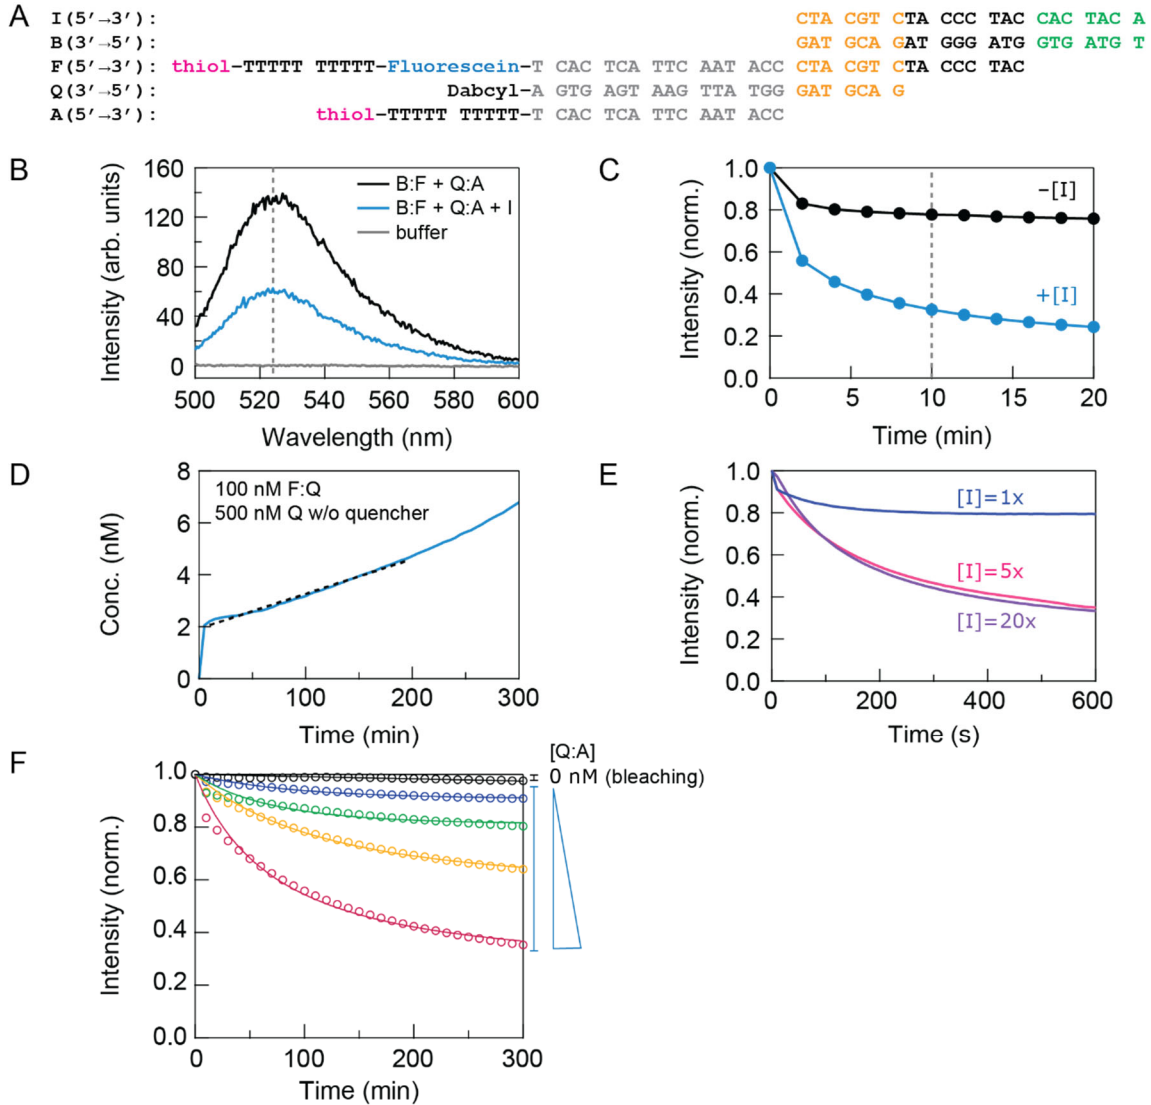 A
I(5′→3′): CTA CGT CTA CCC TAC CAC TAC A
B(3′→5′): GAT GCA GAT GGG ATG GTG ATG T
F(5′→3′): thiol-TTTTT TTTTT-Fluorescein-T CAC TCA TTC AAT ACC CTA CGT CTA CCC TAC
Q(3′→5′): Dabcyl-A GTG AGT AAG TTA TGG GAT GCA G
A(5′→3′): thiol-TTTTT TTTTT-T CAC TCA TTC AAT ACC
B
Intensity (arb. units)
160
120
80
40
0
B:F + Q:A
B:F + Q:A + I
buffer
500 520 540 560 580 600
Wavelength (nm)
C
Intensity (norm.)
1.0
0.8
0.6
0.4
0.2
0.0
−[I]
+[I]
0 5 10 15 20
Time (min)
D
Conc. (nM)
8
6
4
2
0
100 nM F:Q
500 nM Q w/o quencher
0 100 200 300
Time (min)
E
Intensity (norm.)
1.0
0.8
0.6
0.4
0.2
0.0
[I]=1x
[I]=5x
[I]=20x
0 200 400 600
Time (s)
F
Intensity (norm.)
1.0
0.8
0.6
0.4
0.2
0.0
[Q:A]
0 nM (bleaching)
0 100 200 300
Time (min)